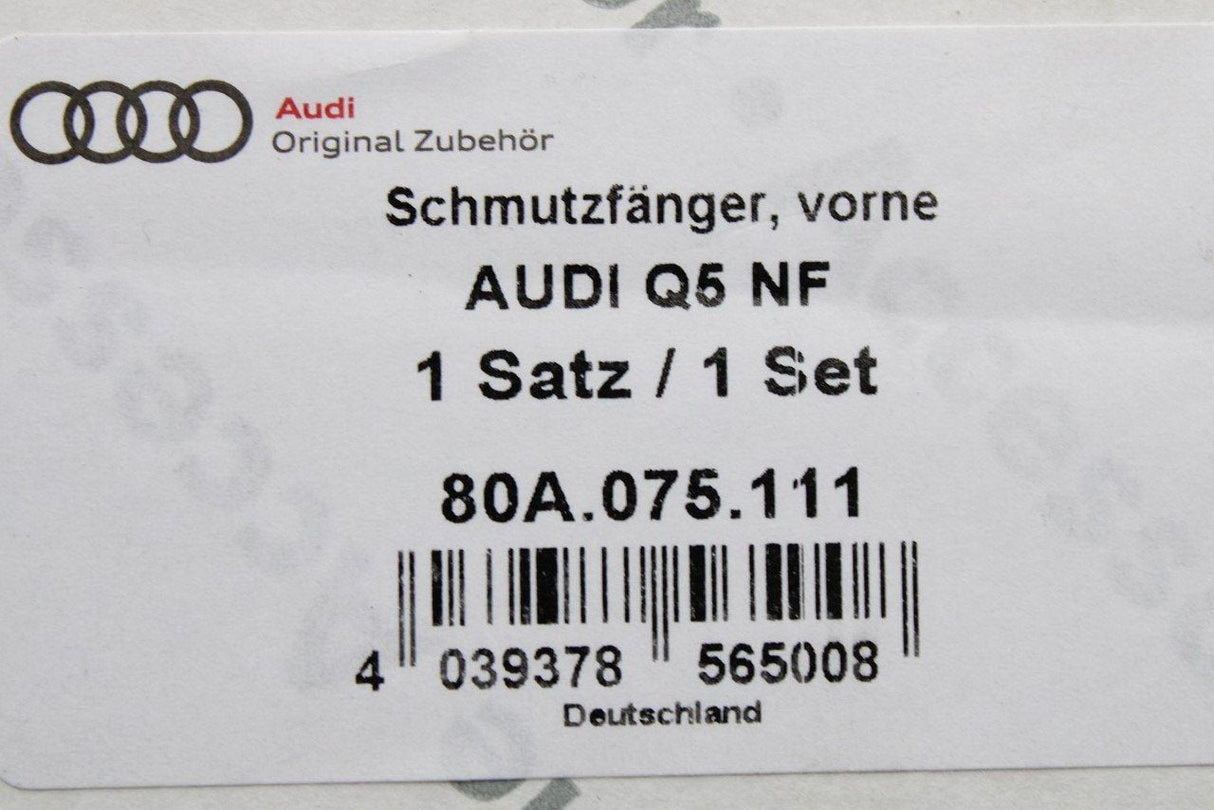 Audi
Original Zubehör
Schmutzfänger, vorne
AUDI Q5 NF
1 Satz / 1 Set
80A.075.111
4 039378 565008
Deutschland